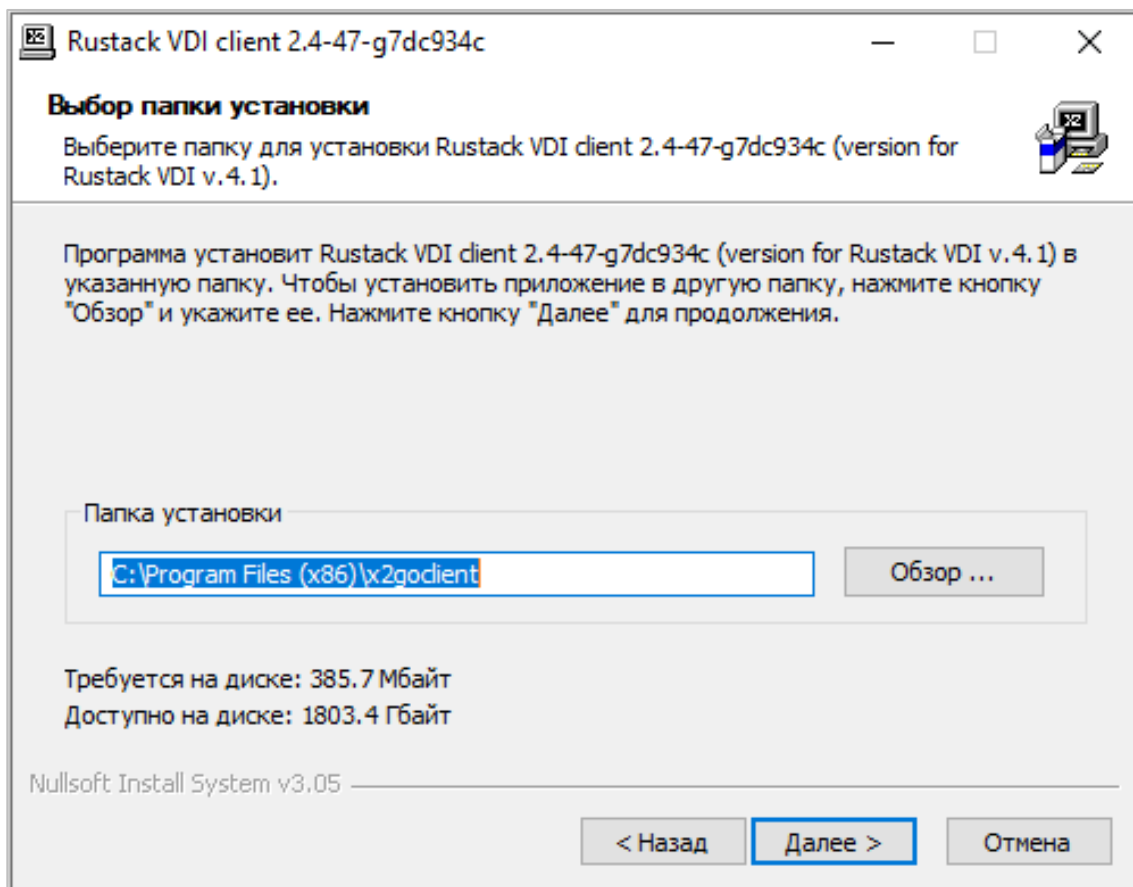 Rustack VDI client 2.4-47-g7dc934c
Выбор папки установки
Выберите папку для установки Rustack VDI client 2.4-47-g7dc934c (version for
Rustack VDI v.4.1).
Программа установит Rustack VDI client 2.4-47-g7dc934c (version for Rustack VDI v.4.1) в
указанную папку. Чтобы установить приложение в другую папку, нажмите кнопку
"Обзор" и укажите ее. Нажмите кнопку "Далее" для продолжения.
Папка установки
C:\Program Files (x86)\x2goclient
Обзор ...
Требуется на диске: 385.7 Мбайт
Доступно на диске: 1803.4 Гбайт
Nullsoft Install System v3.05
< Назад
Далее >
Отмена